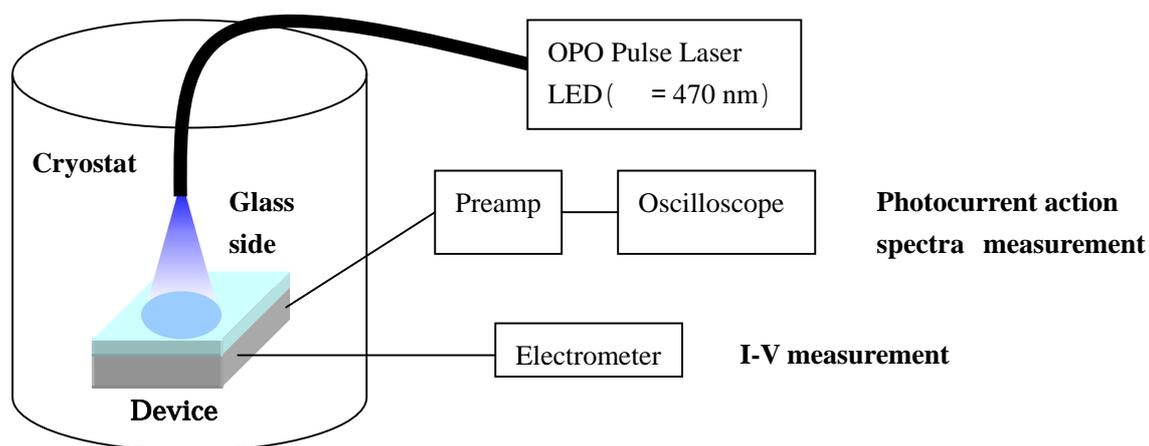 OPO Pulse Laser
LED( = 470 nm)
Cryostat
Glass
side
Preamp
Oscilloscope
Photocurrent action
spectra measurement
Electrometer
I-V measurement
Device